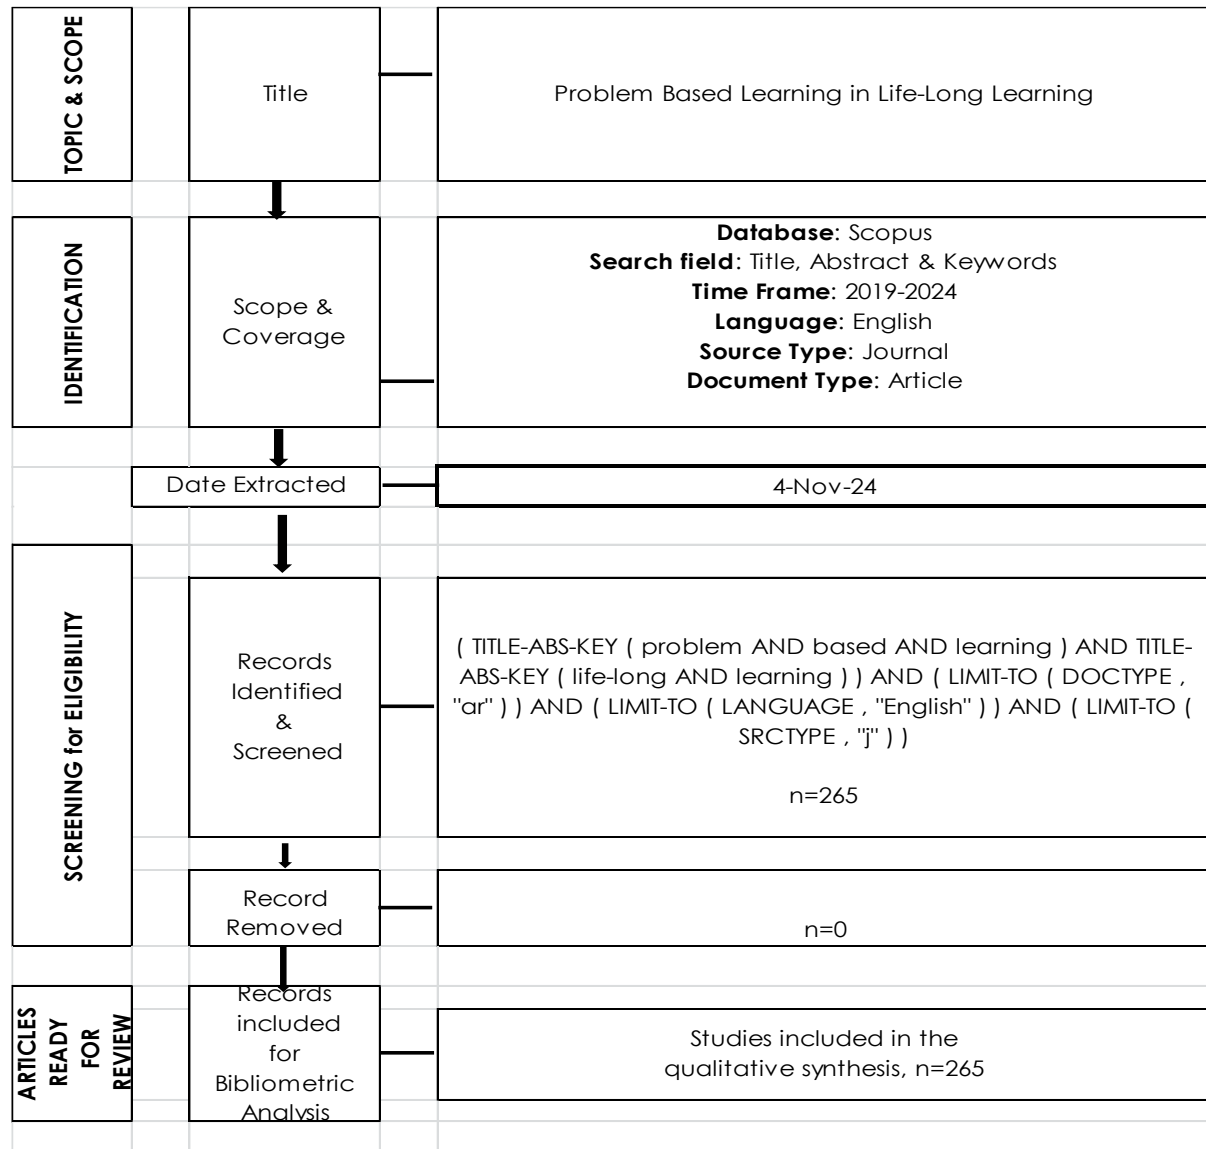 TOPIC & SCOPE
Title
Problem Based Learning in Life-Long Learning
IDENTIFICATION
Scope &
Coverage
Database: Scopus
Search field: Title, Abstract & Keywords
Time Frame: 2019-2024
Language: English
Source Type: Journal
Document Type: Article
Date Extracted
4-Nov-24
SCREENING for ELIGIBILITY
Records
Identified
&
Screened
( TITLE-ABS-KEY ( problem AND based AND learning ) AND TITLE-
ABS-KEY ( life-long AND learning ) ) AND ( LIMIT-TO ( DOCTYPE ,
"ar" ) ) AND ( LIMIT-TO ( LANGUAGE , "English" ) ) AND ( LIMIT-TO (
SRCTYPE , "j" ) )
n=265
Record
Removed
n=0
ARTICLES
READY
FOR
REVIEW
Records
included
for
Bibliometric
Analysis
Studies included in the
qualitative synthesis, n=265